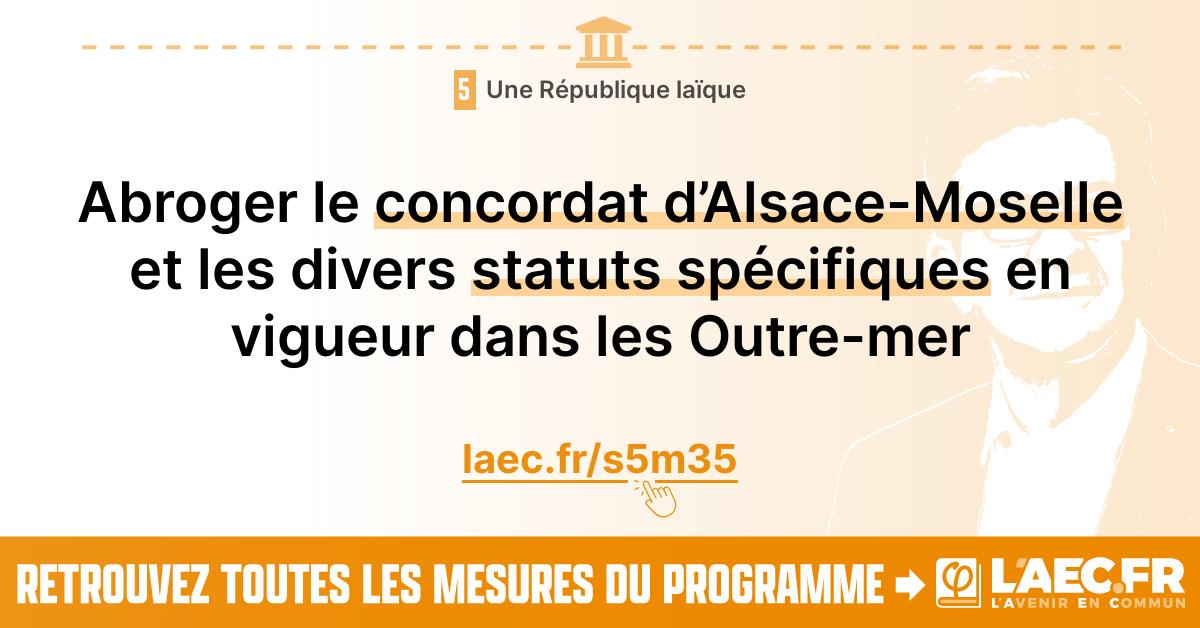 5 Une République laïque
Abroger le concordat d’Alsace-Moselle
et les divers statuts spécifiques en
vigueur dans les Outre-mer
laec.fr/s5m35
RETROUVEZ TOUTES LES MESURES DU PROGRAMME
φ L'AEC.FR
L'AVENIR EN COMMUN